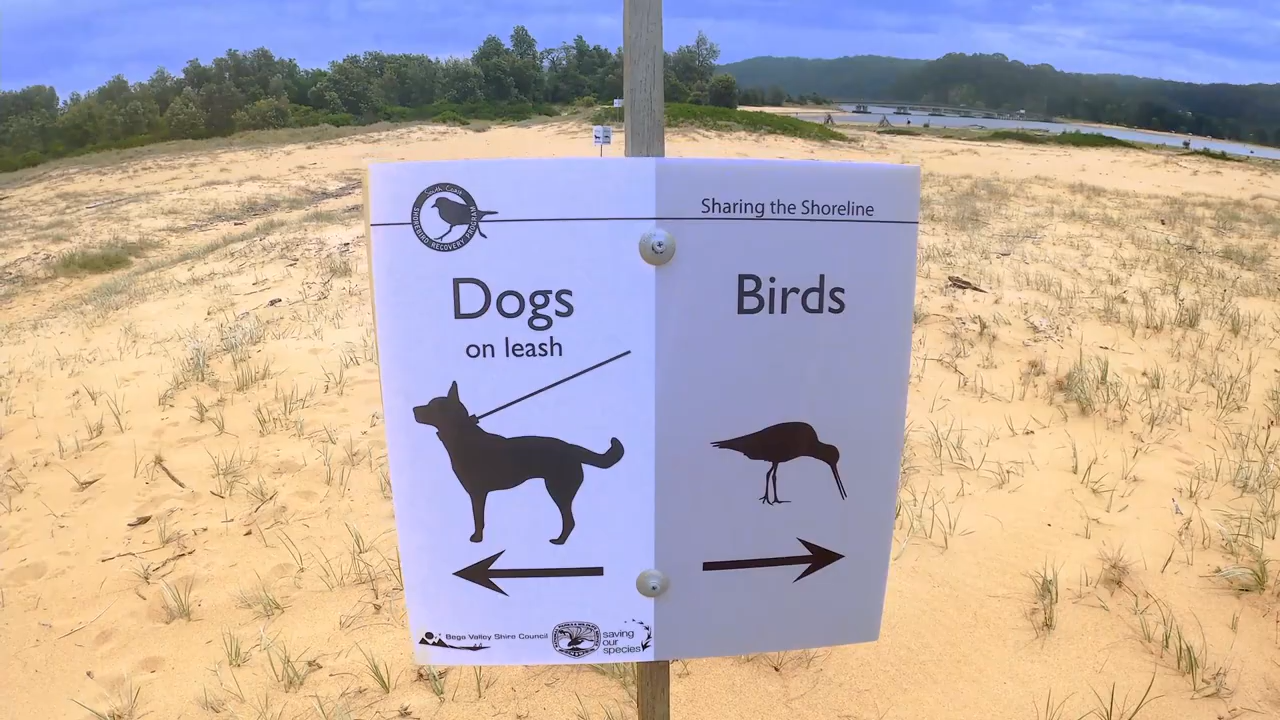 South Coast
SHOREBIRD RECOVERY PROGRAM
Sharing the Shoreline
Dogs
on leash
Birds
Bega Valley Shire Council
saving
our
species